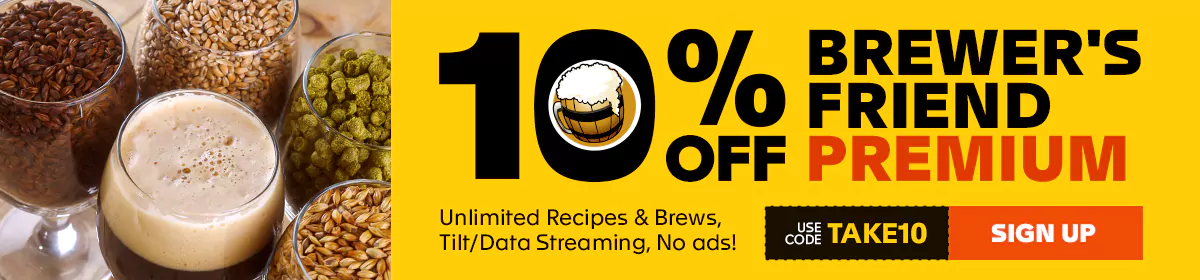 10% OFF
BREWER'S
FRIEND
PREMIUM
Unlimited Recipes & Brews,
Tilt/Data Streaming, No ads!
USE CODE TAKE10
SIGN UP